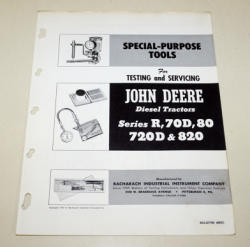 SPECIAL-PURPOSE
TOOLS
For
TESTING and SERVICING
JOHN DEERE
Diesel Tractors
Series R, 70D, 80
720D & 820
Manufactured by
BACHARACH INDUSTRIAL INSTRUMENT COMPANY